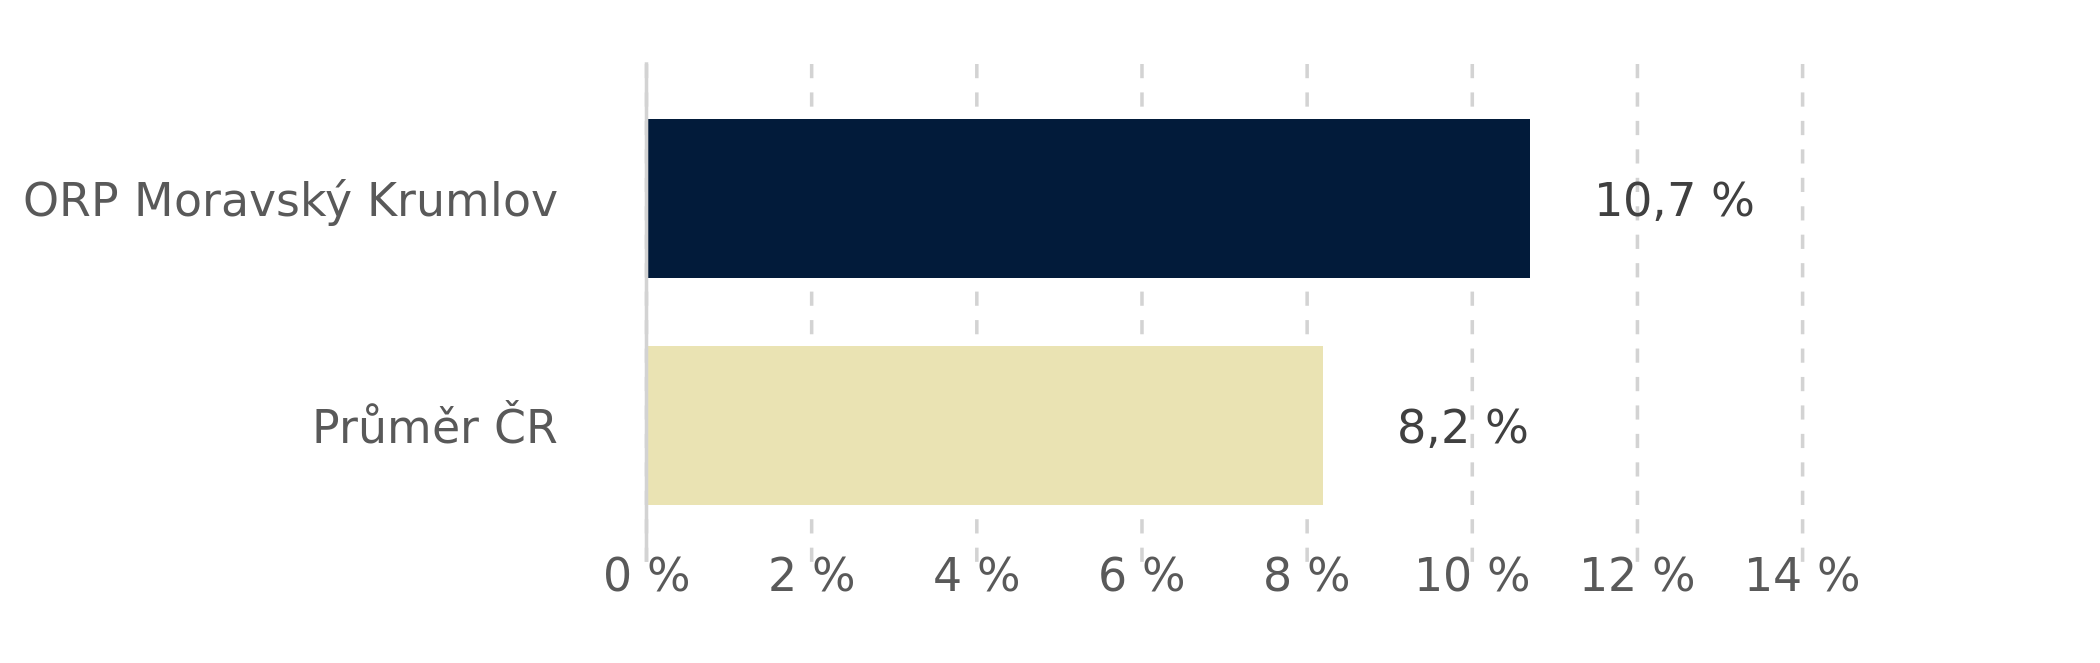 ORP Moravský Krumlov
10,7 %
Průměr ČR
8,2 %
0 % 2 % 4 % 6 % 8 % 10 % 12 % 14 %